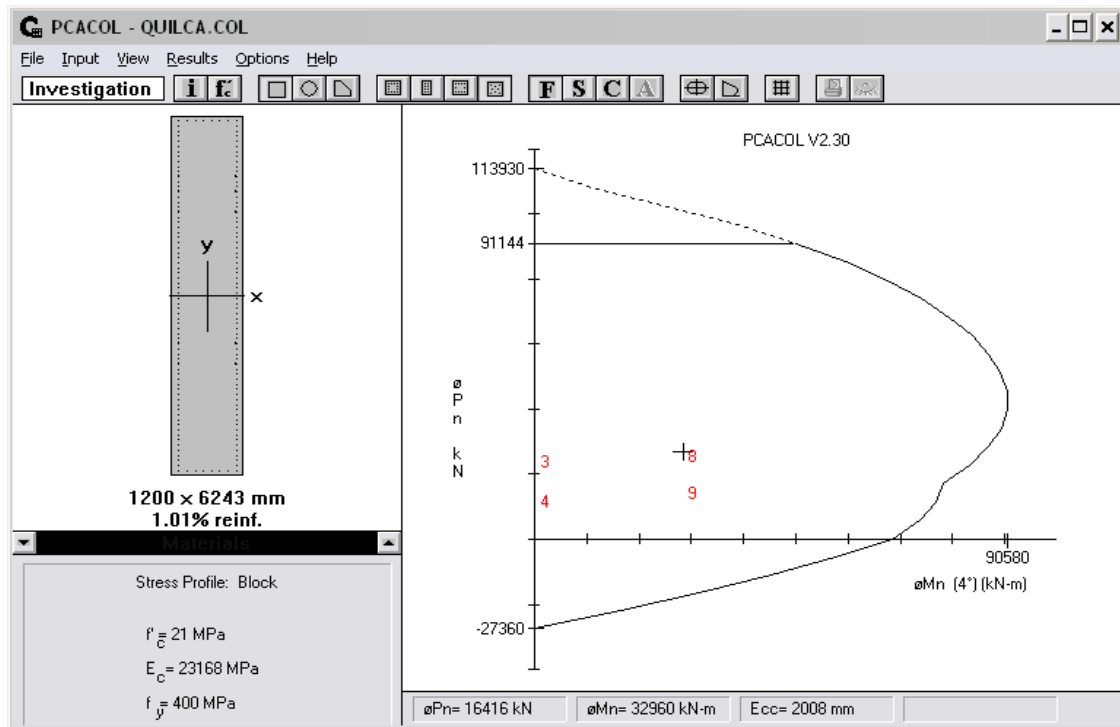 PCACOL - QUILCA.COL
File Input View Results Options Help
Investigation i f'c F S C A
y
x
1200 x 6243 mm
1.01% reinf.
Materials
Stress Profile: Block
f'c = 21 MPa
Ec = 23168 MPa
fy = 400 MPa
PCACOL V2.30
113930
91144
øPn kN
3
8
4
9
90580
øMn (4°) (kN-m)
-27360
øPn= 16416 kN øMn= 32960 kN-m Ecc= 2008 mm